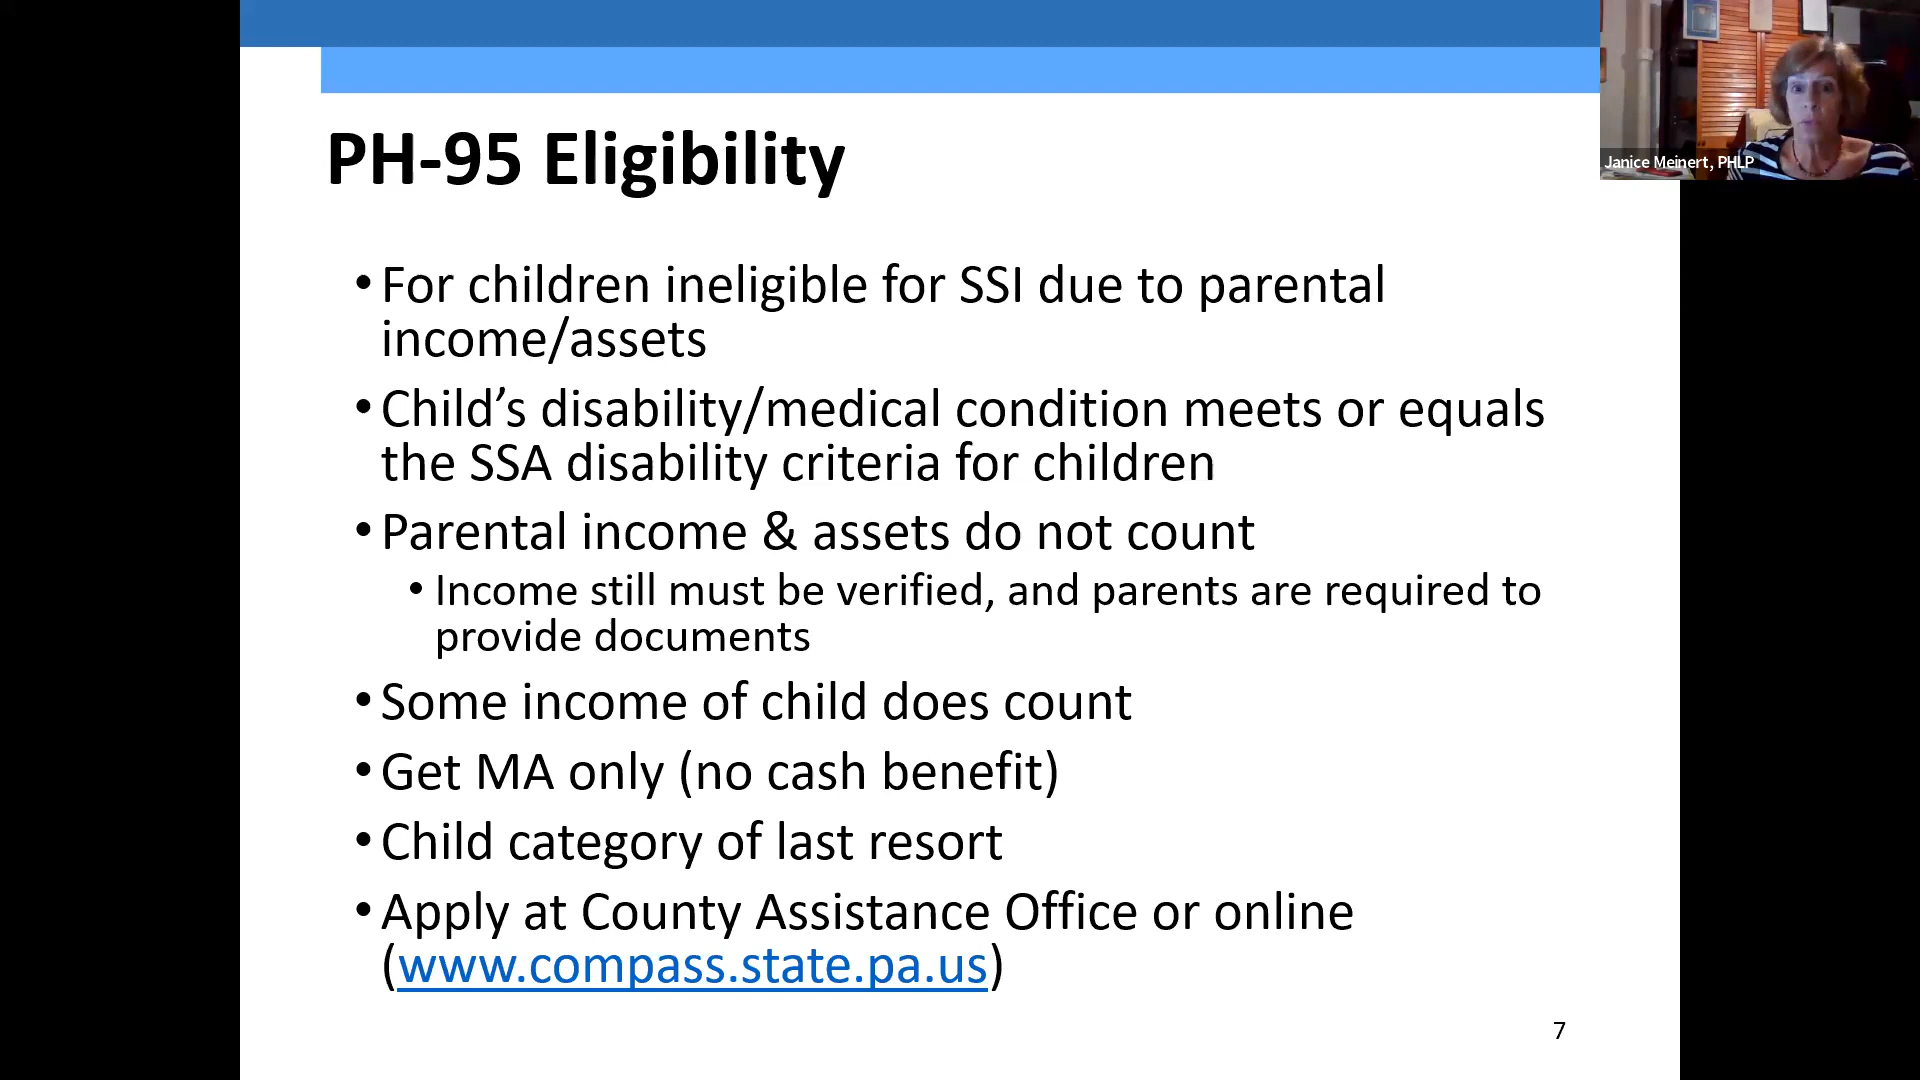 Janice Meinert, PHLP
PH-95 Eligibility
•For children ineligible for SSI due to parental
income/assets
•Child’s disability/medical condition meets or equals
the SSA disability criteria for children
•Parental income & assets do not count
•Income still must be verified, and parents are required to
provide documents
•Some income of child does count
•Get MA only (no cash benefit)
•Child category of last resort
•Apply at County Assistance Office or online
(www.compass.state.pa.us)
7